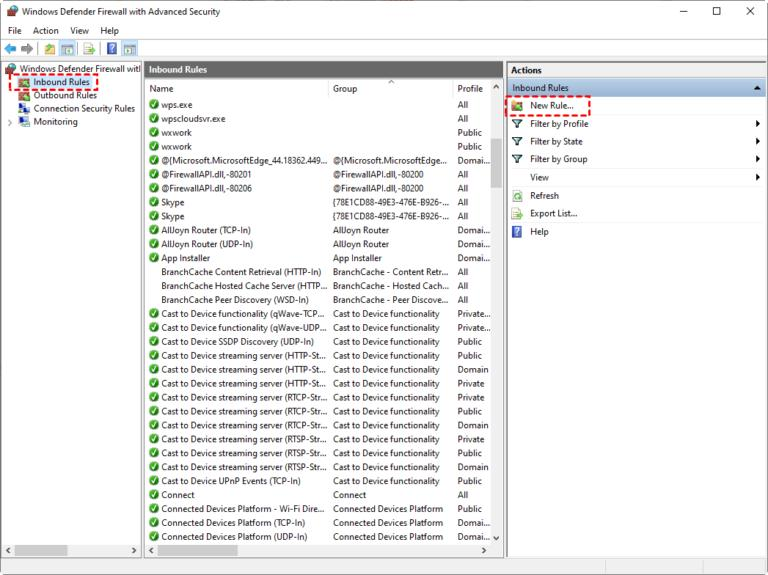 Windows Defender Firewall with Advanced Security
File Action View Help
Windows Defender Firewall witl
Inbound Rules
Outbound Rules
Connection Security Rules
Monitoring
Inbound Rules
Name Group Profile
wps.exe All
wpscloudsvr.exe All
wxwork Public
wxwork Public
@{Microsoft.MicrosoftEdge_44.18362.449... @{Microsoft.MicrosoftEdge... Domai...
@FirewallAPI.dll,-80201 @FirewallAPI.dll,-80200 All
@FirewallAPI.dll,-80206 @FirewallAPI.dll,-80200 All
Skype {78E1CD88-49E3-476E-B926-... All
Skype {78E1CD88-49E3-476E-B926-... All
AllJoyn Router (TCP-In) AllJoyn Router Domai...
AllJoyn Router (UDP-In) AllJoyn Router Domai...
App Installer App Installer Domai...
BranchCache Content Retrieval (HTTP-In) BranchCache - Content Retr... All
BranchCache Hosted Cache Server (HTTP... BranchCache - Hosted Cach... All
BranchCache Peer Discovery (WSD-In) BranchCache - Peer Discove... All
Cast to Device functionality (qWave-TCP... Cast to Device functionality Private...
Cast to Device functionality (qWave-UDP... Cast to Device functionality Private...
Cast to Device SSDP Discovery (UDP-In) Cast to Device functionality Public
Cast to Device streaming server (HTTP-St... Cast to Device functionality Public
Cast to Device streaming server (HTTP-St... Cast to Device functionality Domain
Cast to Device streaming server (HTTP-St... Cast to Device functionality Private
Cast to Device streaming server (RTCP-Str... Cast to Device functionality Private
Cast to Device streaming server (RTCP-Str... Cast to Device functionality Public
Cast to Device streaming server (RTCP-Str... Cast to Device functionality Domain
Cast to Device streaming server (RTSP-Str... Cast to Device functionality Private
Cast to Device streaming server (RTSP-Str... Cast to Device functionality Public
Cast to Device streaming server (RTSP-Str... Cast to Device functionality Domain
Cast to Device UPnP Events (TCP-In) Cast to Device functionality Public
Connect Connect All
Connected Devices Platform - Wi-Fi Dire... Connected Devices Platform Public
Connected Devices Platform (TCP-In) Connected Devices Platform Domai...
Connected Devices Platform (UDP-In) Connected Devices Platform Domai...
Actions
Inbound Rules
New Rule...
Filter by Profile
Filter by State
Filter by Group
View
Refresh
Export List...
Help